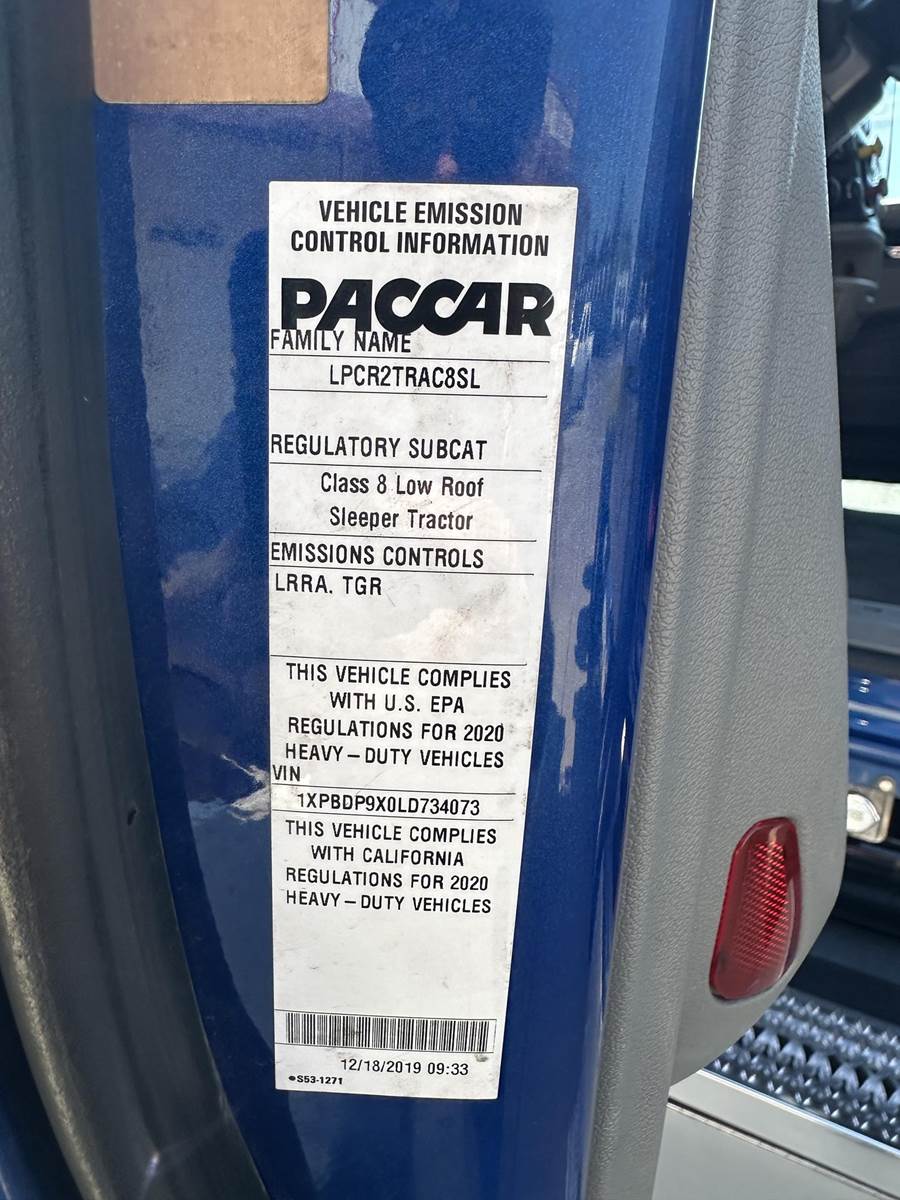 VEHICLE EMISSION
CONTROL INFORMATION
PACCAR
FAMILY NAME
LPCR2TRAC8SL
REGULATORY SUBCAT
Class 8 Low Roof
Sleeper Tractor
EMISSIONS CONTROLS
LRRA. TGR
THIS VEHICLE COMPLIES
WITH U.S. EPA
REGULATIONS FOR 2020
HEAVY-DUTY VEHICLES
VIN
1XPBDP9X0LD734073
THIS VEHICLE COMPLIES
WITH CALIFORNIA
REGULATIONS FOR 2020
HEAVY-DUTY VEHICLES
12/18/2019 09:33
●S53-1271